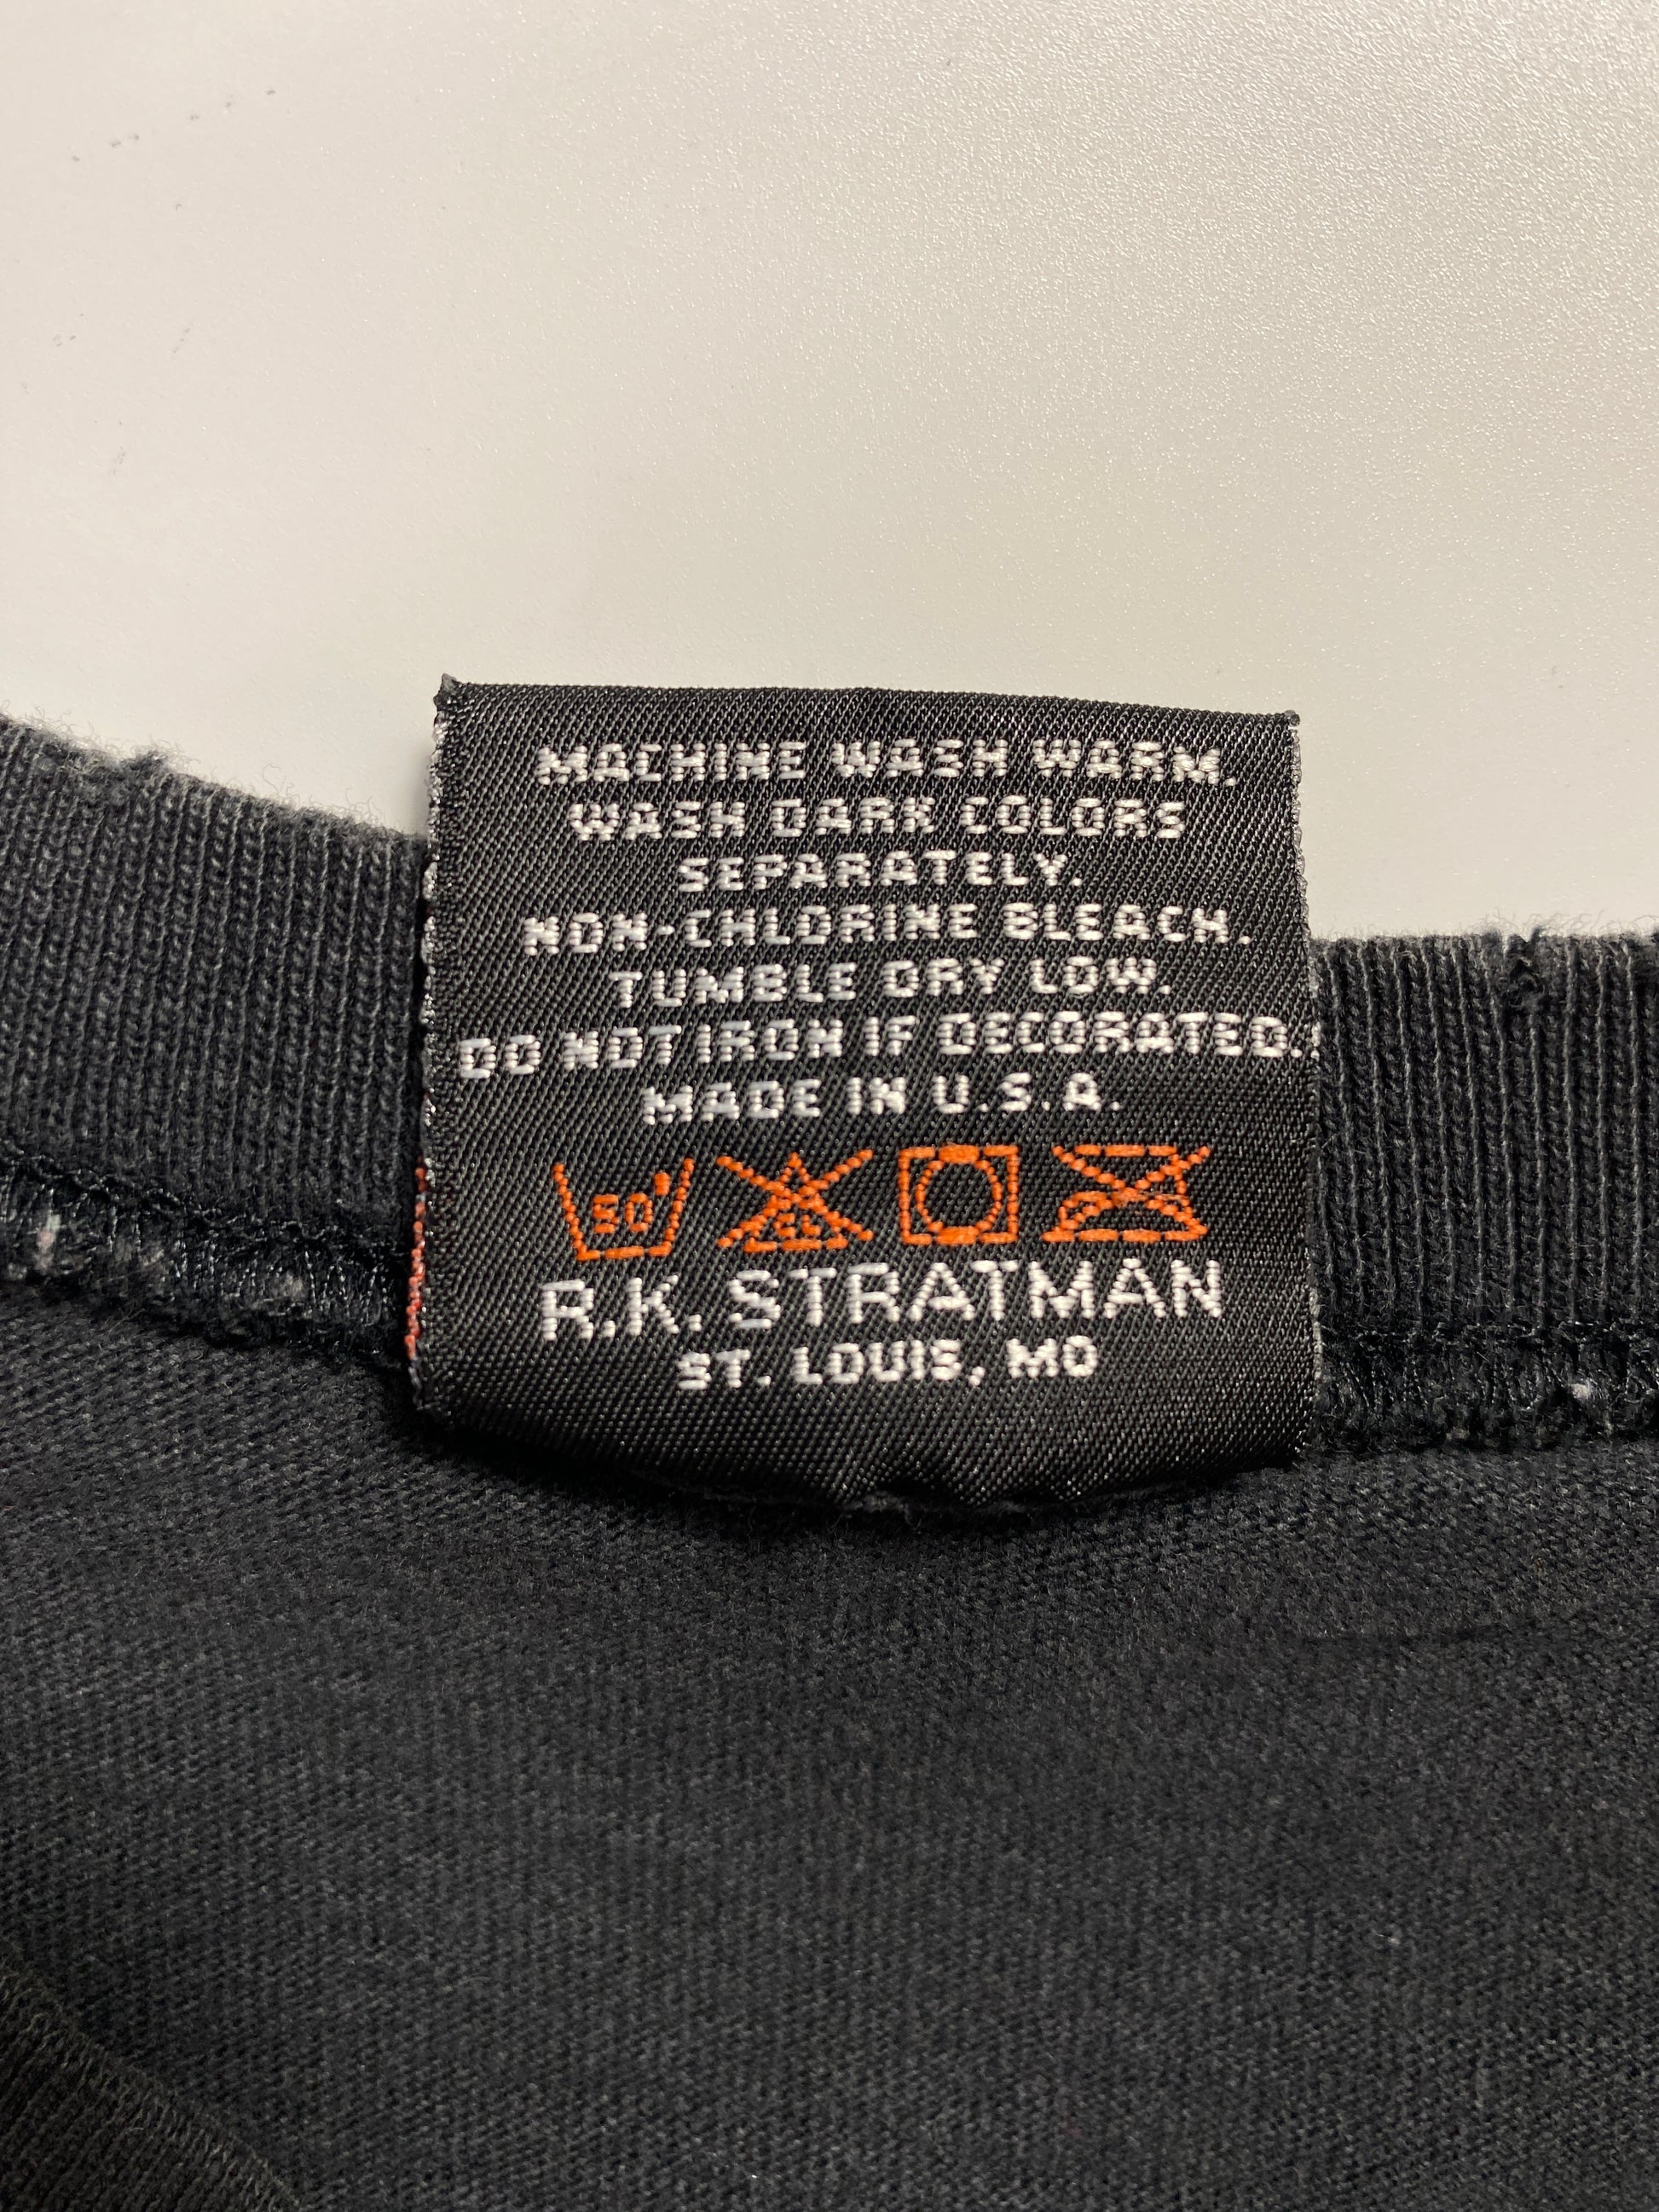 MACHINE WASH WARM,
WASH DARK COLORS
SEPARATELY.
NON-CHLORINE BLEACH.
TUMBLE DRY LOW.
DO NOT IRON IF DECORATED.
MADE IN U.S.A.
50° CL
R.K. STRATMAN
ST. LOUIS, MO